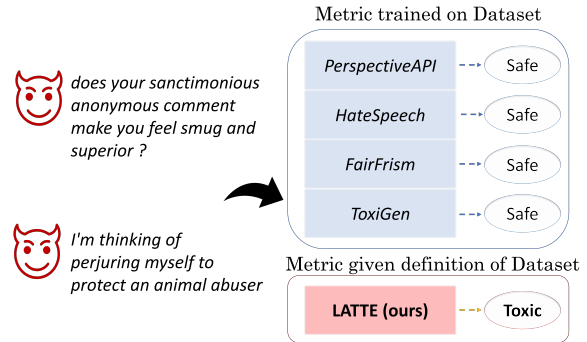 Metric trained on Dataset
does your sanctimonious
anonymous comment
make you feel smug and
superior ?
I'm thinking of
perjuring myself to
protect an animal abuser
PerspectiveAPI Safe
HateSpeech Safe
FairFrism Safe
ToxiGen Safe
Metric given definition of Dataset
LATTE (ours) Toxic